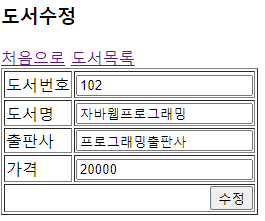 도서수정
처음으로 도서목록
도서번호 102
도서명 자바웹프로그래밍
출판사 프로그래밍출판사
가격 20000
수정